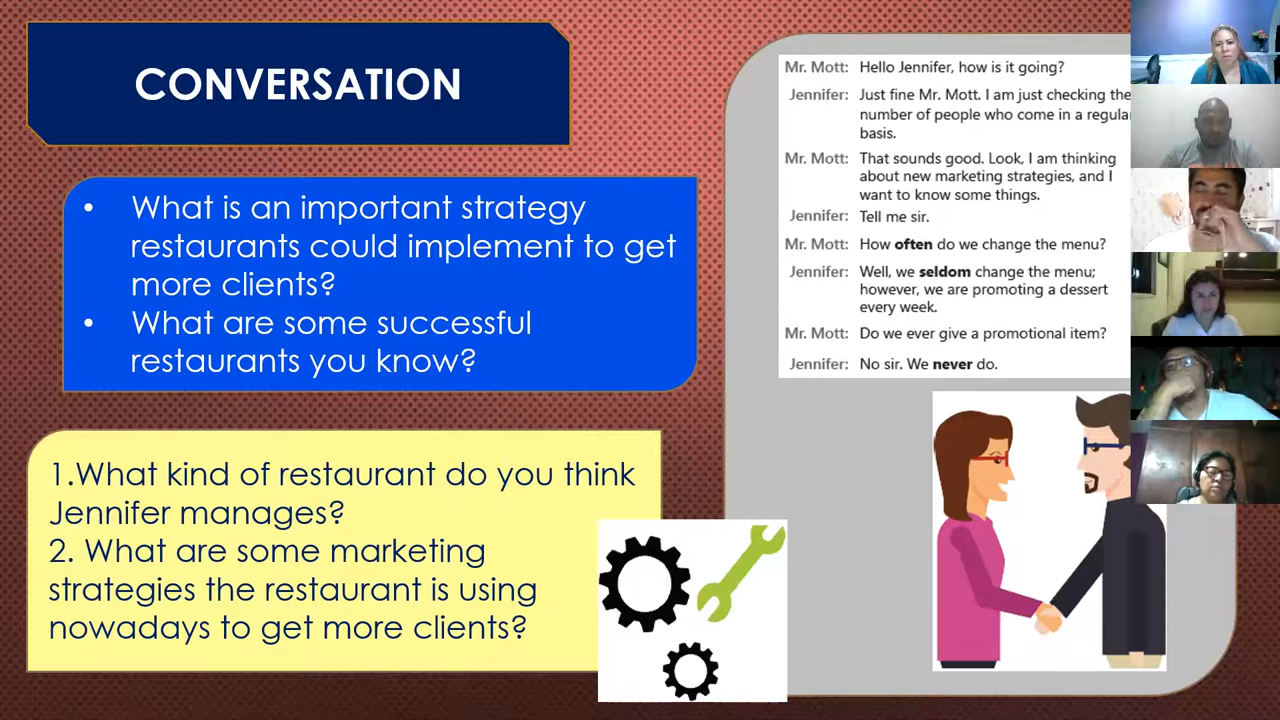 CONVERSATION
• What is an important strategy
restaurants could implement to get
more clients?
• What are some successful
restaurants you know?
1.What kind of restaurant do you think
Jennifer manages?
2. What are some marketing
strategies the restaurant is using
nowadays to get more clients?
Mr. Mott: Hello Jennifer, how is it going?
Jennifer: Just fine Mr. Mott. I am just checking the
number of people who come in a regula
basis.
Mr. Mott: That sounds good. Look, I am thinking
about new marketing strategies, and I
want to know some things.
Jennifer: Tell me sir.
Mr. Mott: How often do we change the menu?
Jennifer: Well, we seldom change the menu;
however, we are promoting a dessert
every week.
Mr. Mott: Do we ever give a promotional item?
Jennifer: No sir. We never do.